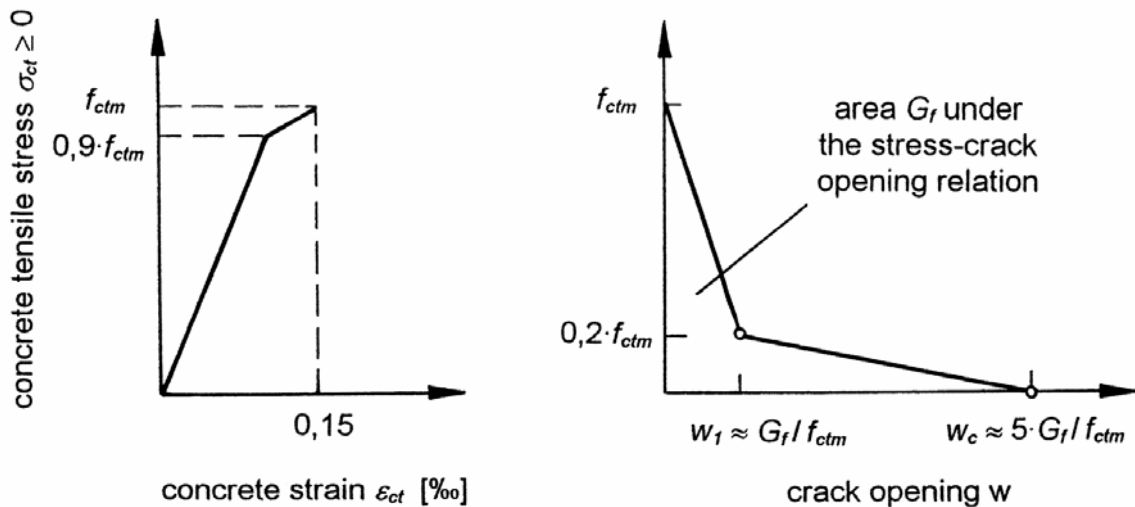 concrete tensile stress σct ≥ 0
fctm
0,9·fctm
0,15
concrete strain εct [‰]
fctm
area Gf under
the stress-crack
opening relation
0,2·fctm
w1 ≈ Gf / fctm
wc ≈ 5·Gf / fctm
crack opening w